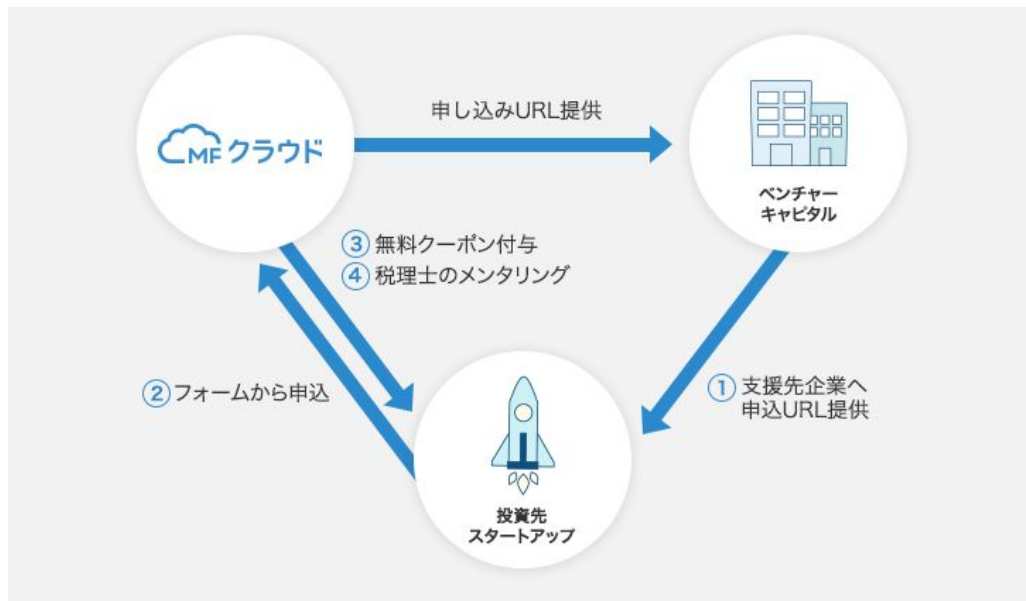 申し込みURL提供
MFクラウド
ベンチャー
キャピタル
③無料クーポン付与
④税理士のメンタリング
②フォームから申込
①支援先企業へ
申込URL提供
投資先
スタートアップ